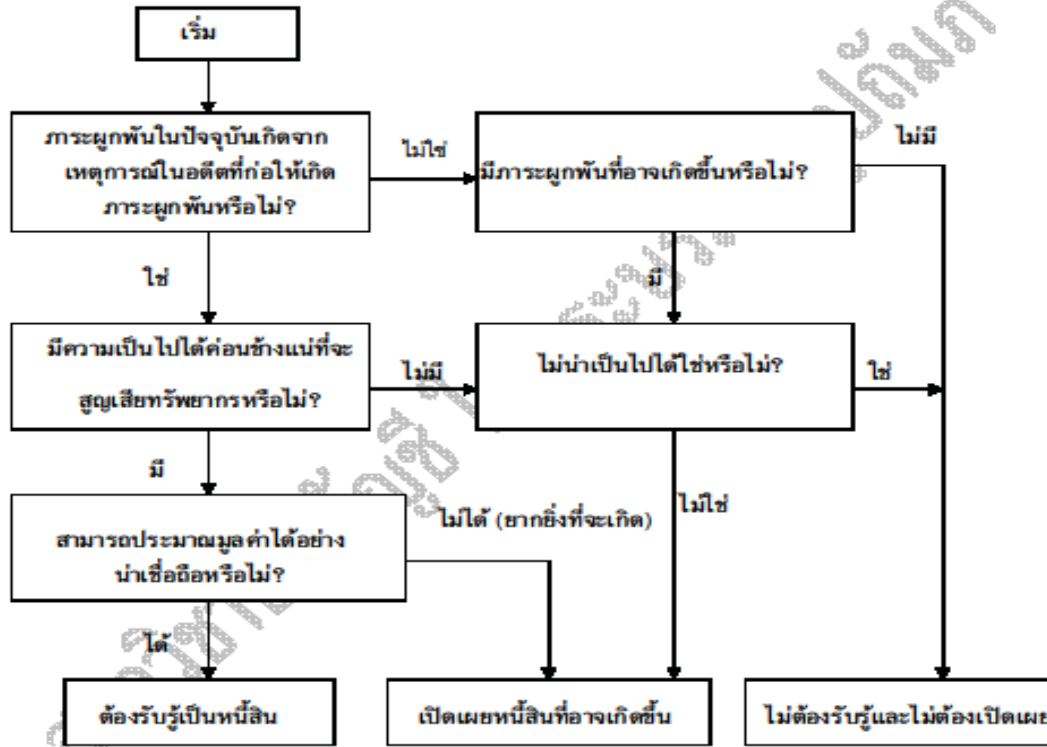 เริ่ม
ภาระผูกพันในปัจจุบันเกิดจาก
เหตุการณ์ในอดีตที่ก่อให้เกิด
ภาระผูกพันหรือไม่?
ไม่ใช่
มีภาระผูกพันที่อาจเกิดขึ้นหรือไม่?
ไม่มี
ใช่
มี
มีความเป็นไปได้ค่อนข้างแน่ที่จะ
สูญเสียทรัพยากรหรือไม่?
ไม่มี
ไม่น่าเป็นไปได้ใช่หรือไม่?
ใช่
มี
ไม่ได้ (ยากยิ่งที่จะเกิด)
ไม่ใช่
สามารถประมาณมูลค่าได้อย่าง
น่าเชื่อถือหรือไม่?
ได้
ต้องรับรู้เป็นหนี้สิน
เปิดเผยหนี้สินที่อาจเกิดขึ้น
ไม่ต้องรับรู้และไม่ต้องเปิดเผย